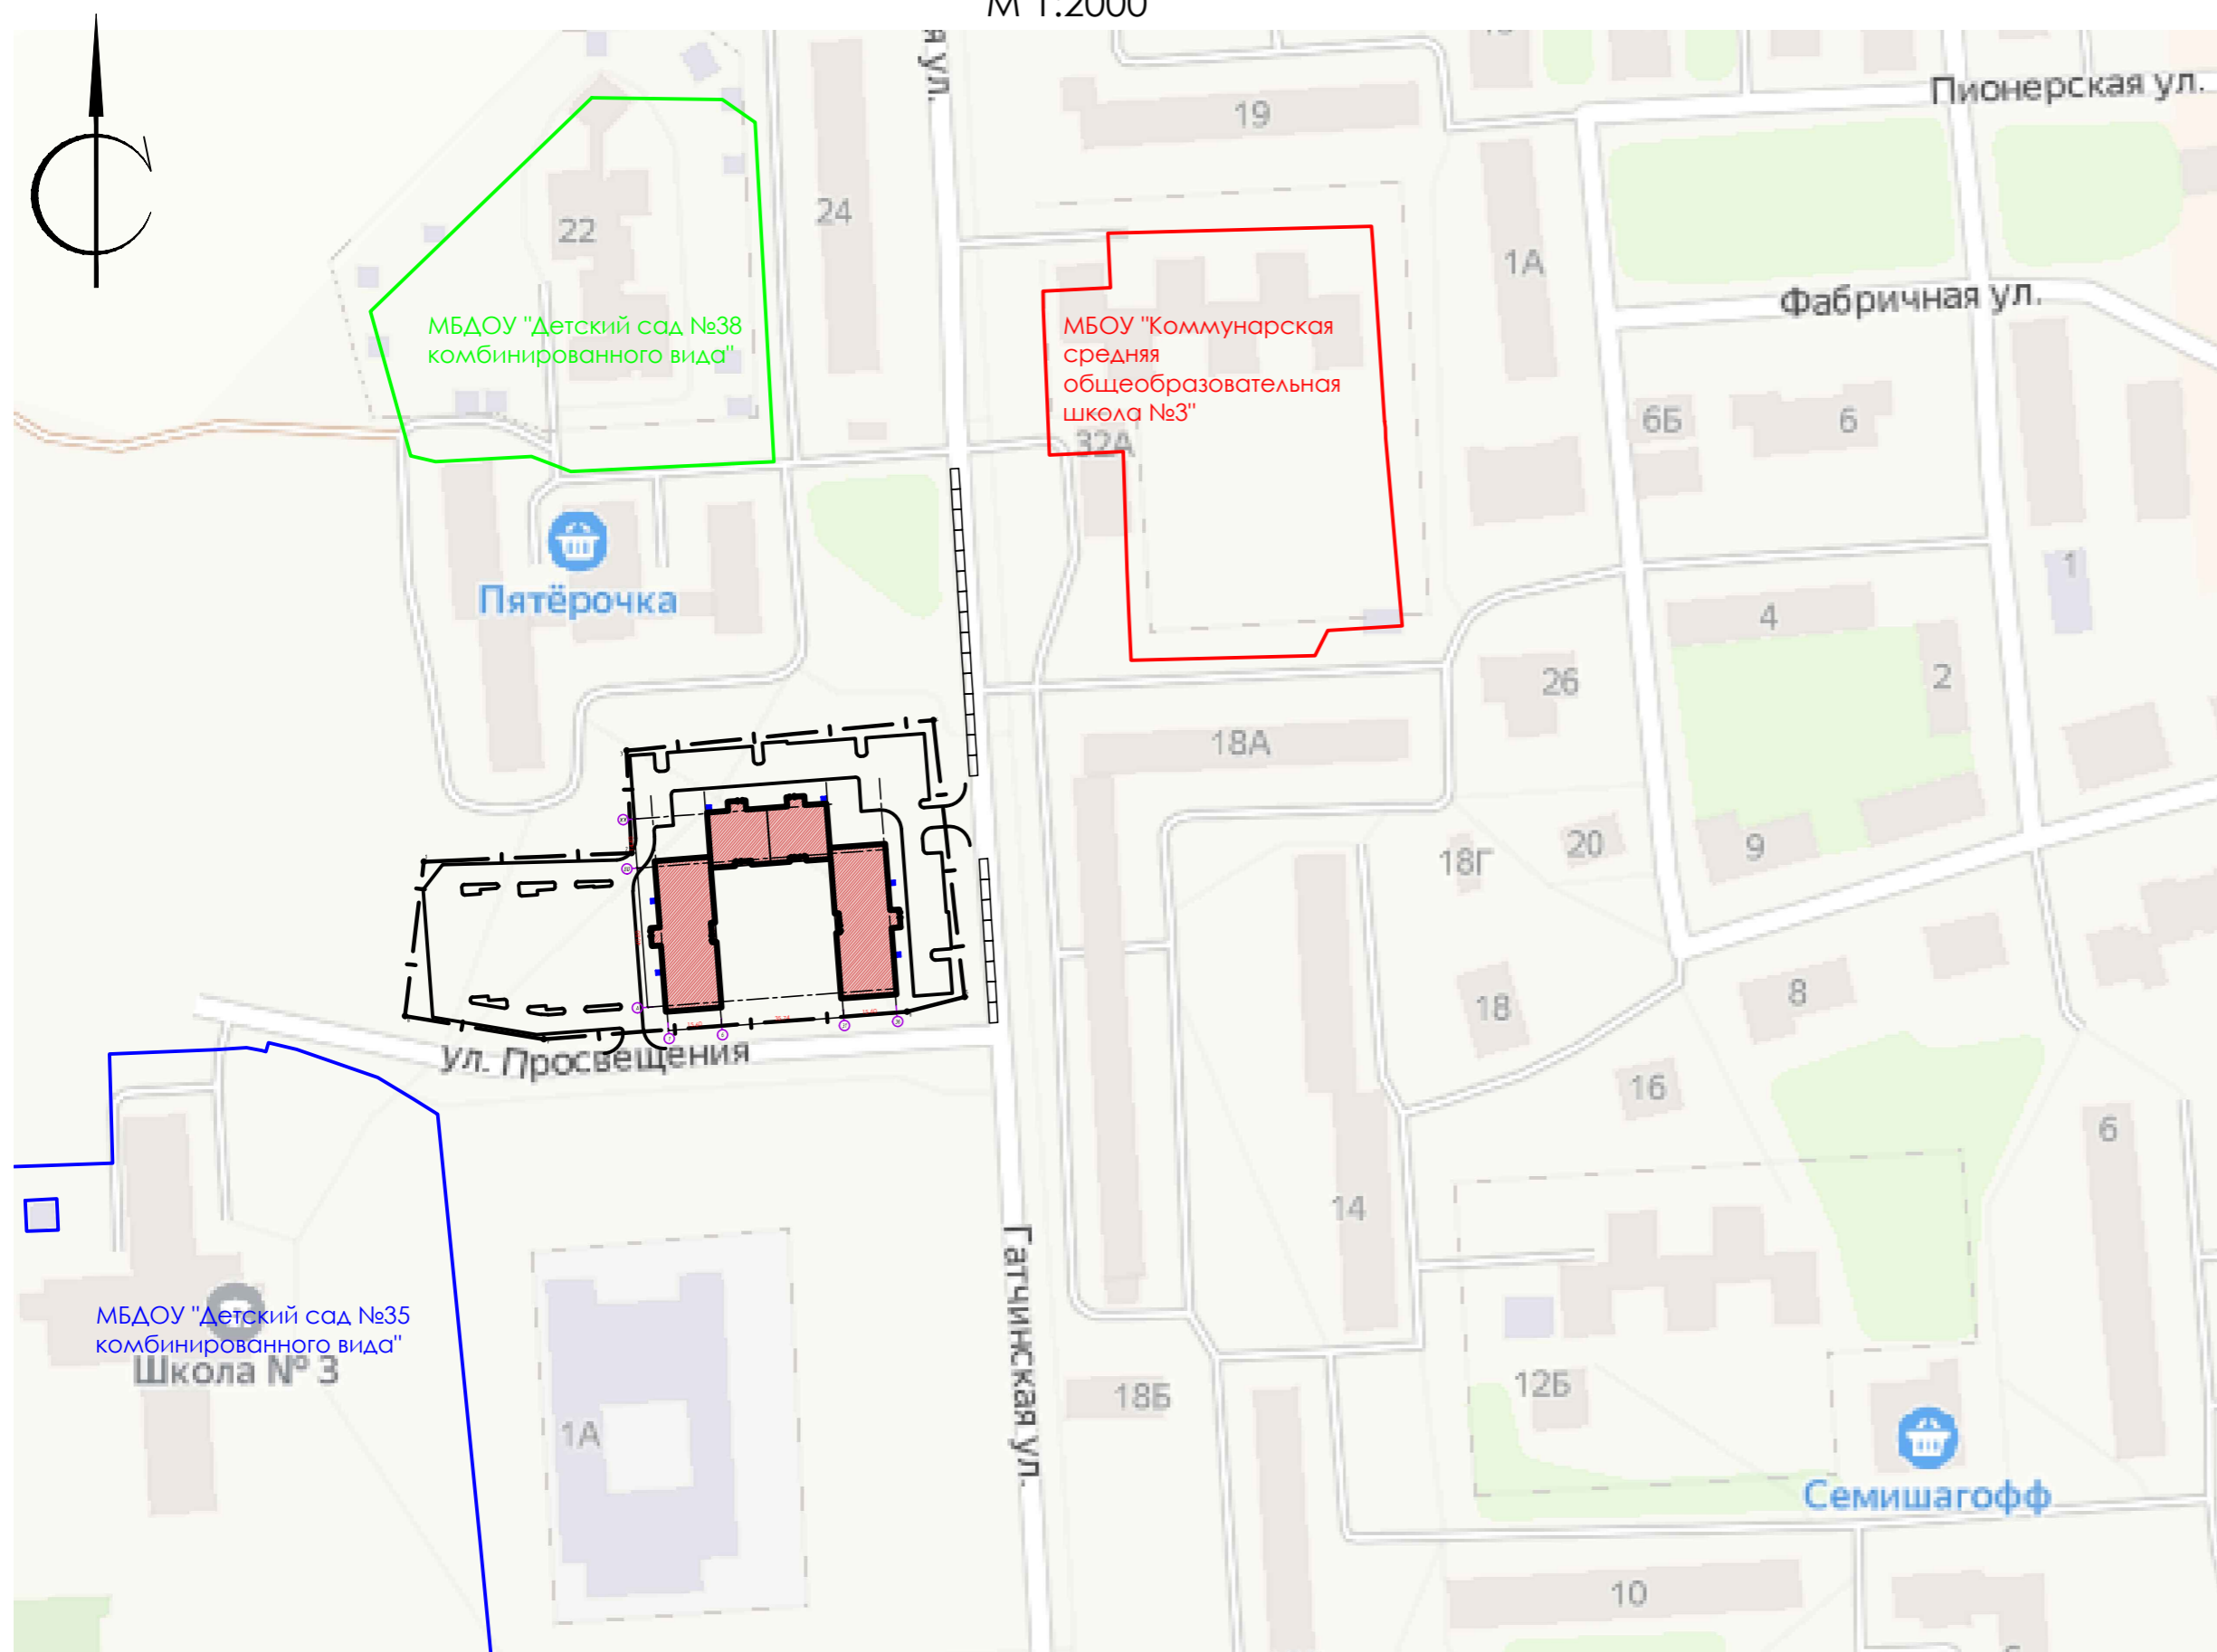 М 1:2000
я ул.
Пионерская ул.
19
24
22
1А
Фабричная ул.
МБДОУ "Детский сад №38
комбинированного вида"
МБОУ "Коммунарская
средняя
общеобразовательная
школа №3"
32А
6Б
6
Пятёрочка
1
4
2
26
18А
18Г
20
9
18
8
ул. Просвещения
16
6
14
Гатчинская ул.
МБДОУ "Детский сад №35
комбинированного вида"
Школа № 3
12Б
18Б
1А
Семишагофф
10